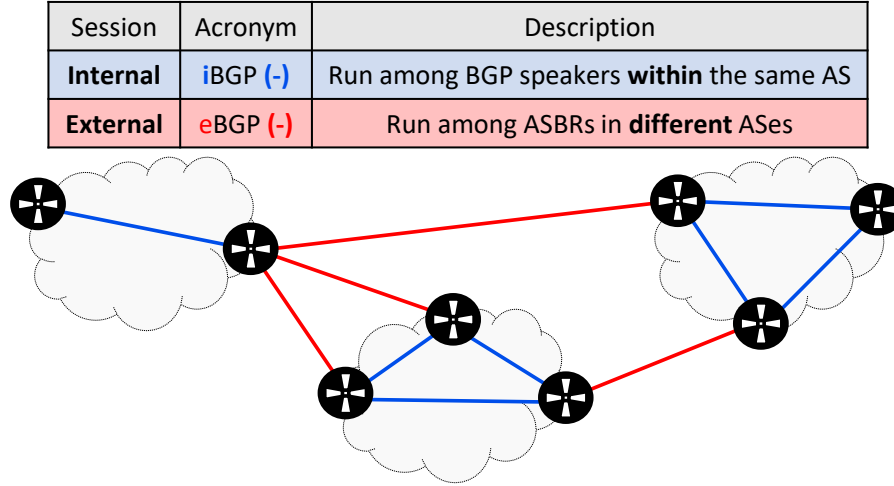 Session Acronym Description
Internal iBGP (-) Run among BGP speakers within the same AS
External eBGP (-) Run among ASBRs in different ASes